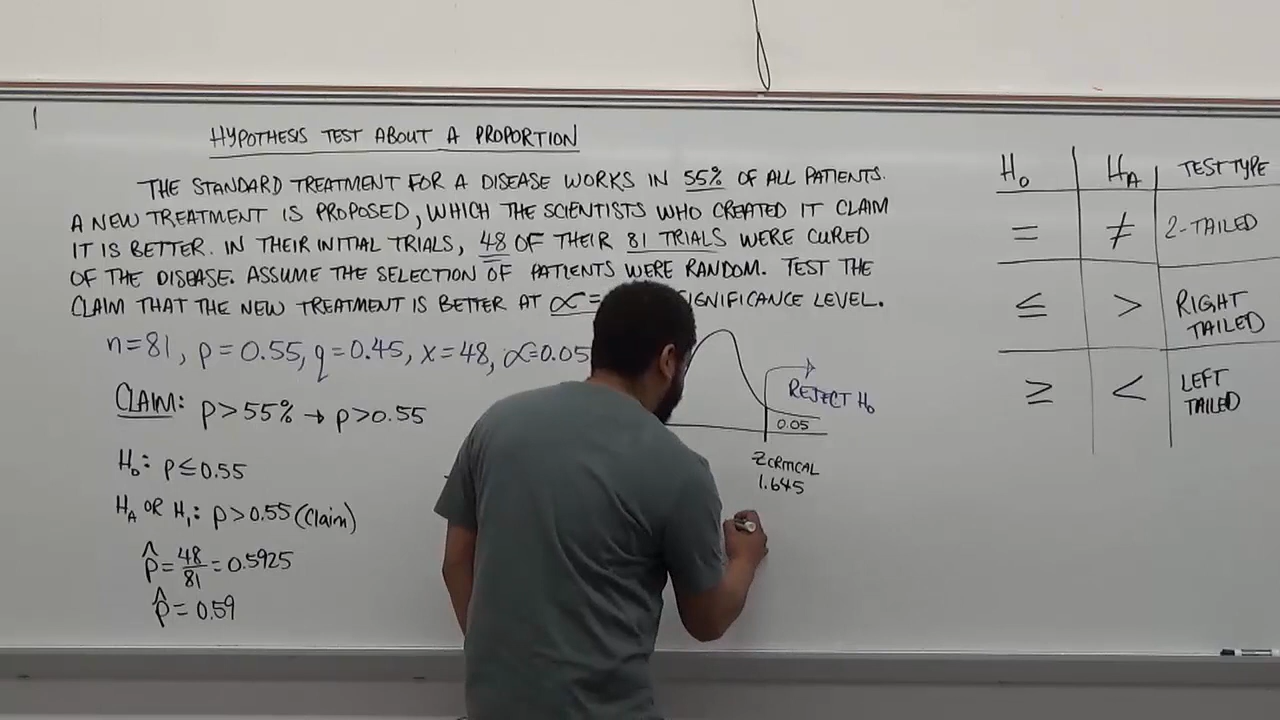 HYPOTHESIS TEST ABOUT A PROPORTION
THE STANDARD TREATMENT FOR A DISEASE WORKS IN 55% OF ALL PATIENTS.
A NEW TREATMENT IS PROPOSED, WHICH THE SCIENTISTS WHO CREATED IT CLAIM
IT IS BETTER. IN THEIR INITIAL TRIALS, 48 OF THEIR 81 TRIALS WERE CURED
OF THE DISEASE. ASSUME THE SELECTION OF PATIENTS WERE RANDOM. TEST THE
CLAIM THAT THE NEW TREATMENT IS BETTER AT ∝= IGNIFICANCE LEVEL.
n=81, p=0.55, q=0.45, x=48, ∝=0.05
CLAIM: p>55% → p>0.55
H₀: p≤0.55
H_A OR H₁: p>0.55 (Claim)
p̂=48/81=0.5925
p̂=0.59
REJECT H₀
0.05
Z CRITICAL
1.645
H₀ H_A TEST TYPE
= ≠ 2-TAILED
≤ > RIGHT
TAILED
≥ < LEFT
TAILED